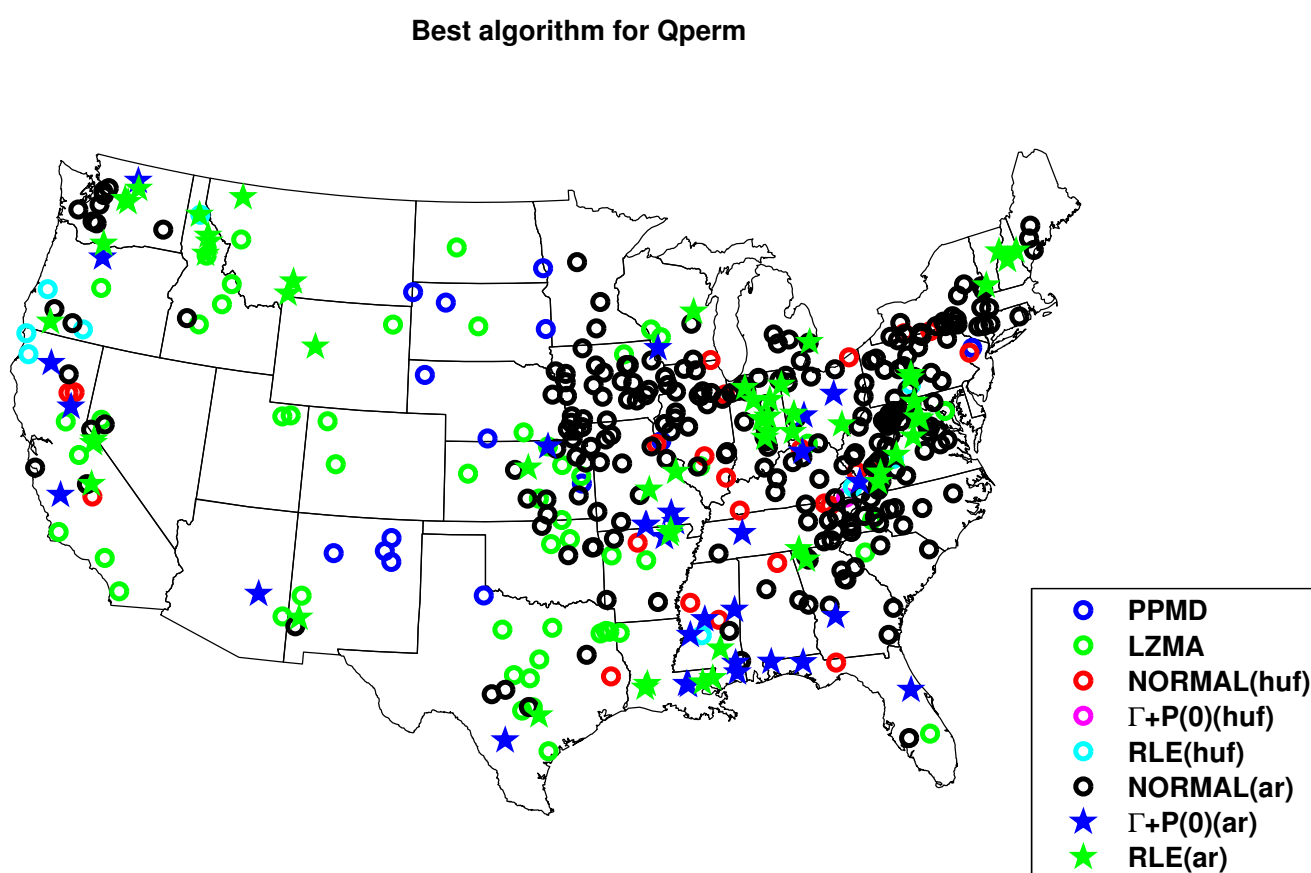 Best algorithm for Qperm
PPMD
LZMA
NORMAL(huf)
Γ+P(0)(huf)
RLE(huf)
NORMAL(ar)
Γ+P(0)(ar)
RLE(ar)